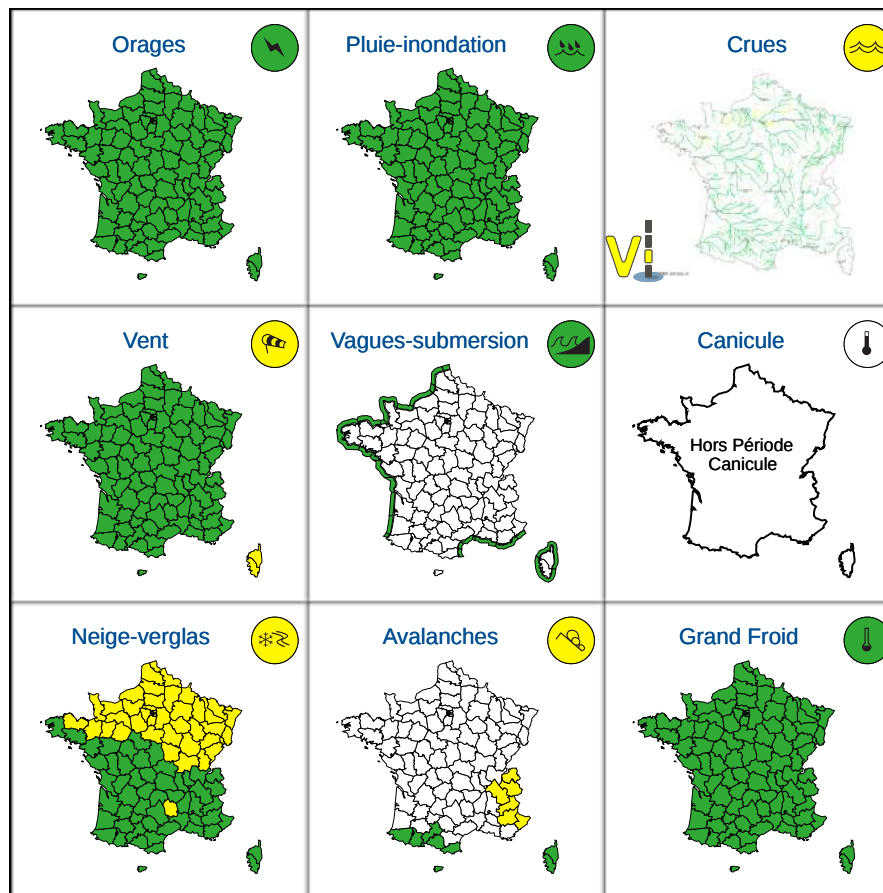 Orages
Pluie-inondation
Crues
Vent
Vagues-submersion
Canicule
Hors Période
Canicule
Neige-verglas
Avalanches
Grand Froid